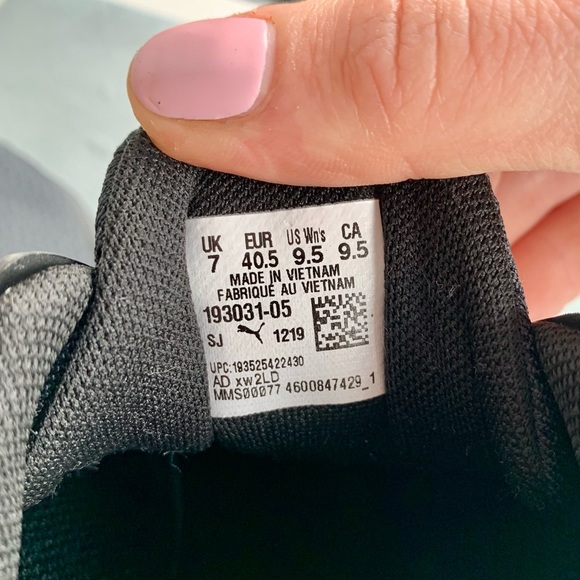 UK EUR US Wn's CA
7 40.5 9.5 9.5
MADE IN VIETNAM
FABRIQUÉ AU VIETNAM
193031-05
SJ 1219
UPC:193525422430
AD xw2LD
MMS00077 4600847429_1